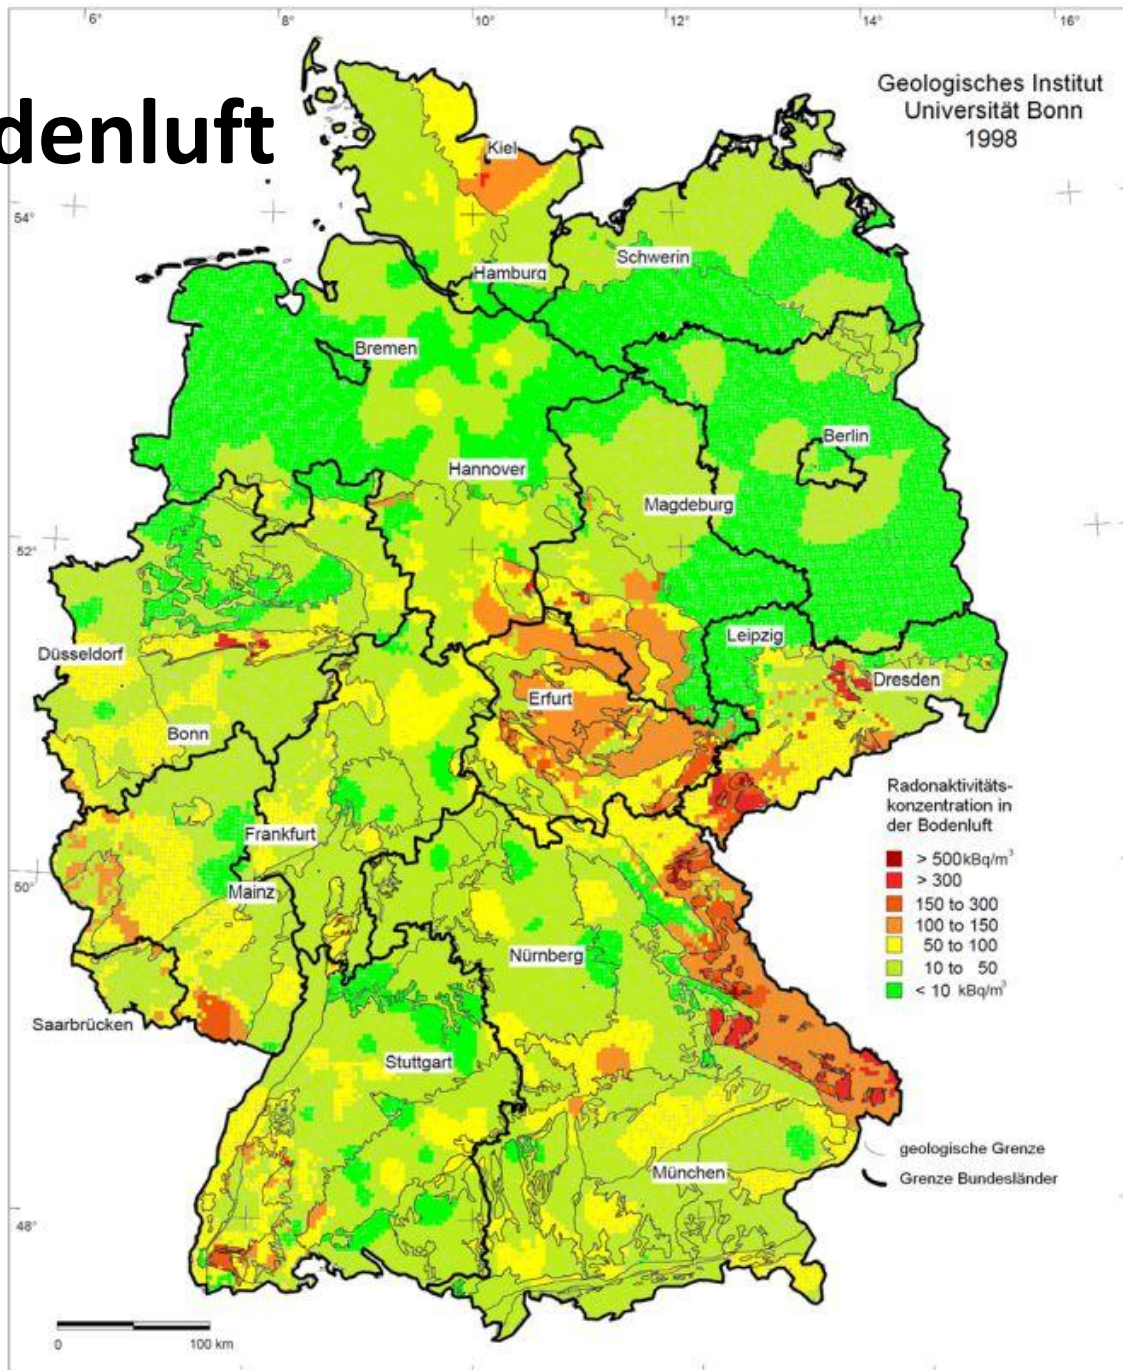 6°
8°
10°
12°
14°
16°
denluft
Geologisches Institut
Universität Bonn
1998
Kiel
54°
Schwerin
Hamburg
Bremen
Berlin
Hannover
Magdeburg
52°
Leipzig
Düsseldorf
Dresden
Erfurt
Bonn
Radonaktivitäts-
konzentration in
der Bodenluft
Frankfurt
> 500 kBq/m³
> 300
150 to 300
100 to 150
50 to 100
10 to 50
< 10 kBq/m³
50°
Mainz
Nürnberg
Saarbrücken
Stuttgart
geologische Grenze
Grenze Bundesländer
München
48°
0 100 km